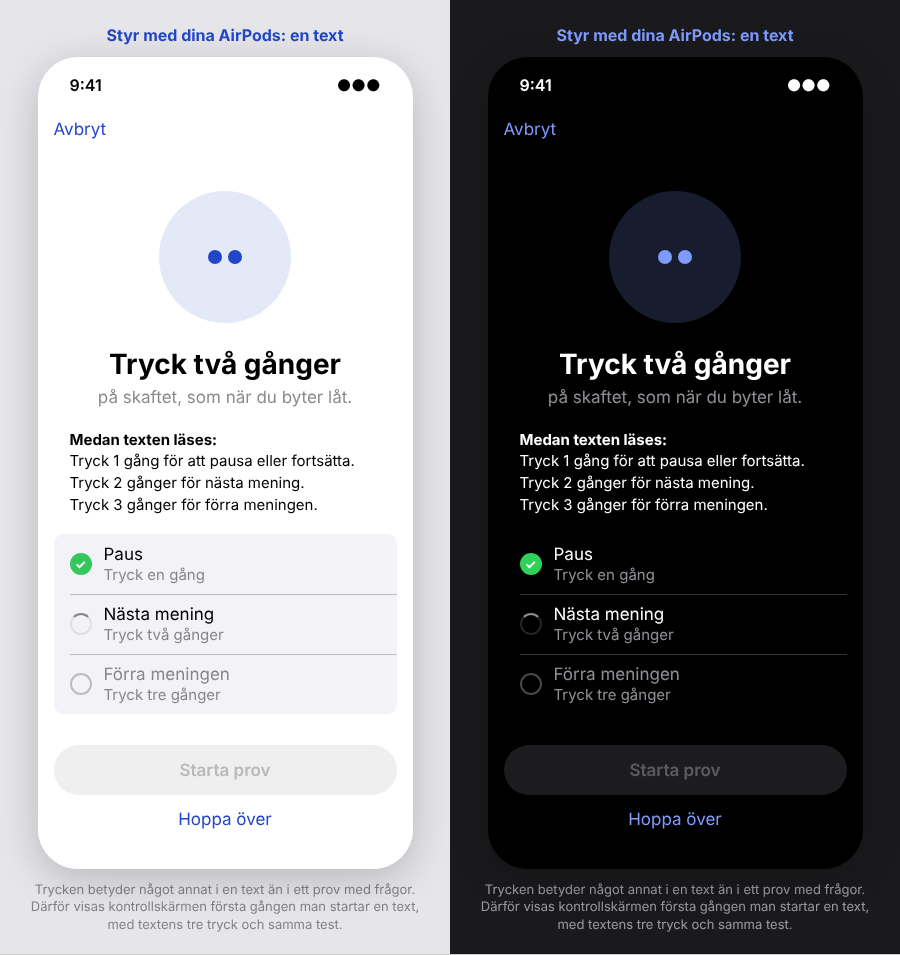 Styr med dina AirPods: en text
9:41
Avbryt
Tryck två gånger
på skaftet, som när du byter låt.
Medan texten läses:
Tryck 1 gång för att pausa eller fortsätta.
Tryck 2 gånger för nästa mening.
Tryck 3 gånger för förra meningen.
Paus
Tryck en gång
Nästa mening
Tryck två gånger
Förra meningen
Tryck tre gånger
Starta prov
Hoppa över
Trycken betyder något annat i en text än i ett prov med frågor.
Därför visas kontrollskärmen första gången man startar en text,
med textens tre tryck och samma test.
Styr med dina AirPods: en text
9:41
Avbryt
Tryck två gånger
på skaftet, som när du byter låt.
Medan texten läses:
Tryck 1 gång för att pausa eller fortsätta.
Tryck 2 gånger för nästa mening.
Tryck 3 gånger för förra meningen.
Paus
Tryck en gång
Nästa mening
Tryck två gånger
Förra meningen
Tryck tre gånger
Starta prov
Hoppa över
Trycken betyder något annat i en text än i ett prov med frågor.
Därför visas kontrollskärmen första gången man startar en text,
med textens tre tryck och samma test.